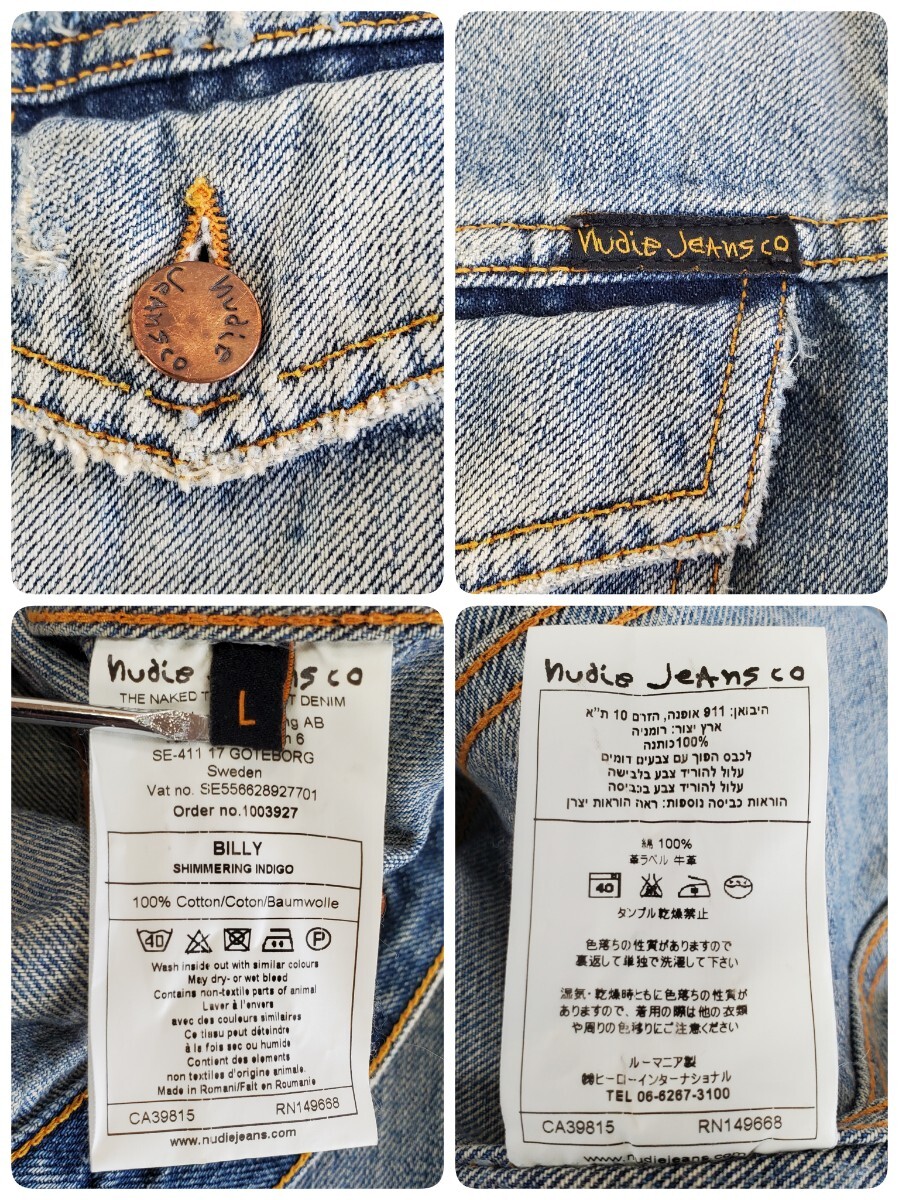 nudie
Jeans co
nudie Jeans co
nudie ns co
THE NAKED T DENIM
L
ng AB
6
SE-411 17 GÖTEBORG
Sweden
Vat no. SE556628927701
Order no.1003927
BILLY
SHIMMERING INDIGO
100% Cotton/Coton/Baumwolle
40 P
Wash inside out with similar colours
May dry- or wet bleed
Contains non-textile parts of animal
Laver à l'envers
avec des couleurs similaires
Ce tissu peut déteindre
à la fois sec ou humide
Contient des elements
non textiles d'origine animale.
Made in Romani/Fait en Roumanie
CA39815 RN149668
www.nudiejeans.com
nudie Jeans co
היבואן: 911 אופנה, הזרם 10 ת"א
ארץ יצור: רומניה
100%כותנה
לכבס הפוך עם צבעים דומים
עלול להוריד צבע בלבישה
עלול להוריד צבע בכביסה
הוראות כביסה נוספות: ראה הוראות יצרן
綿 100%
革ラベル 牛革
40
タンブル乾燥禁止
色落ちの性質がありますので
裏返して単独で洗濯して下さい
湿気・乾燥時ともに色落ちの性質が
ありますので、着用の際は他の衣類
や周りの色移りにご注意ください
ルーマニア製
㈱ヒーローインターナショナル
TEL 06-6267-3100
CA39815 RN149668
www.nudiejeans.com